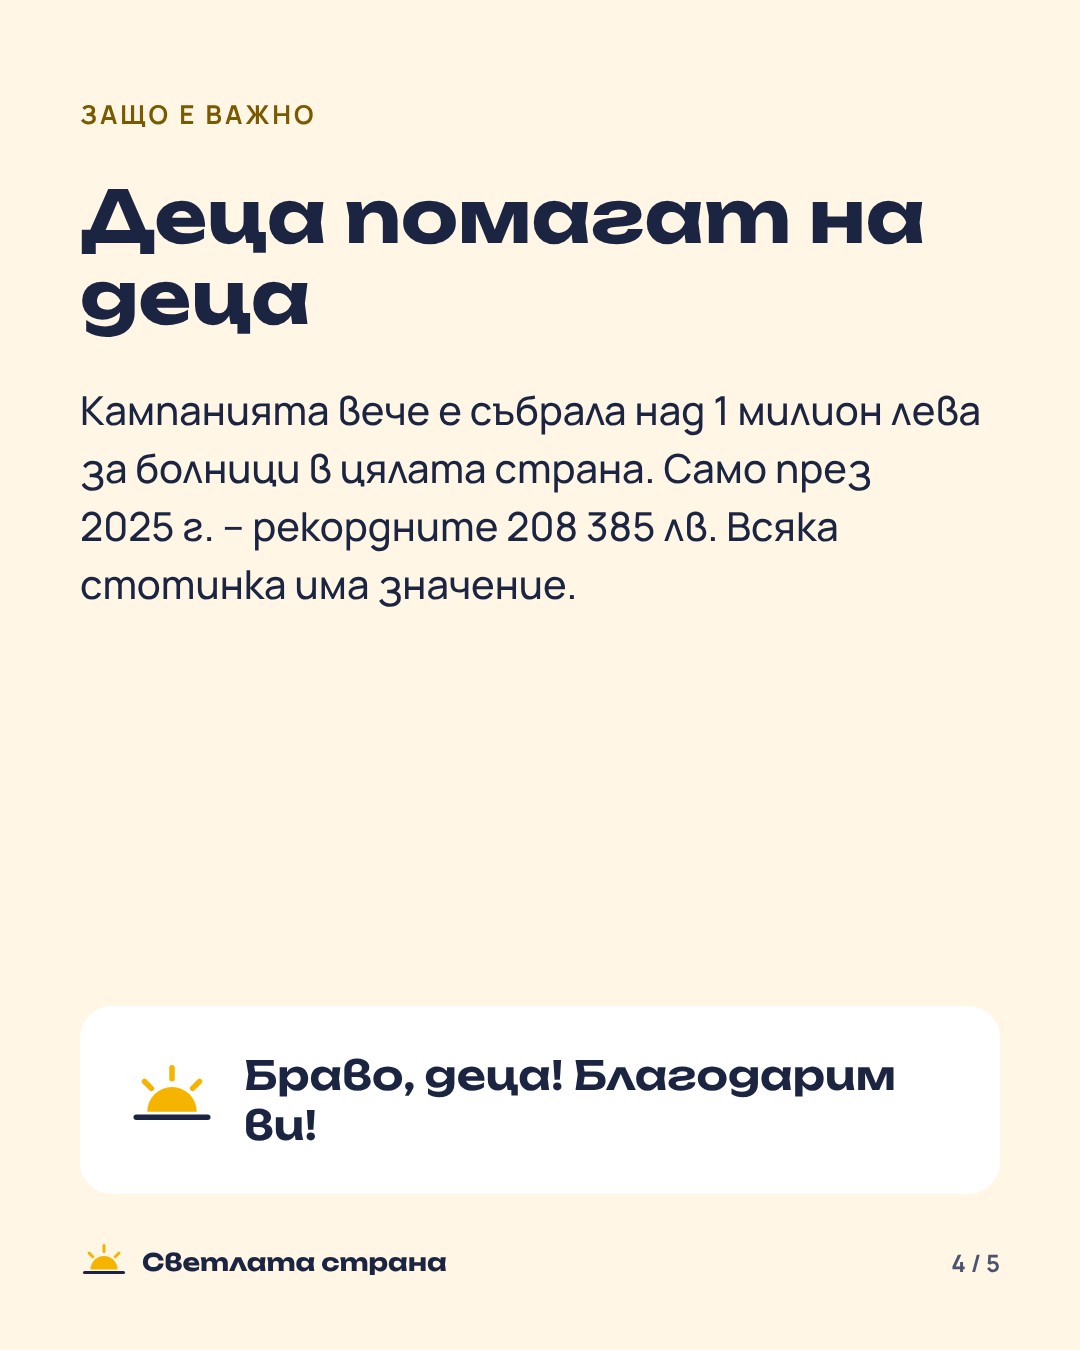 ЗАЩО Е ВАЖНО
Деца помагат на
деца
Кампанията вече е събрала над 1 милион лева
за болници в цялата страна. Само през
2025 г. – рекордните 208 385 лв. Всяка
стотинка има значение.
Браво, деца! Благодарим
ви!
Светлата страна
4 / 5